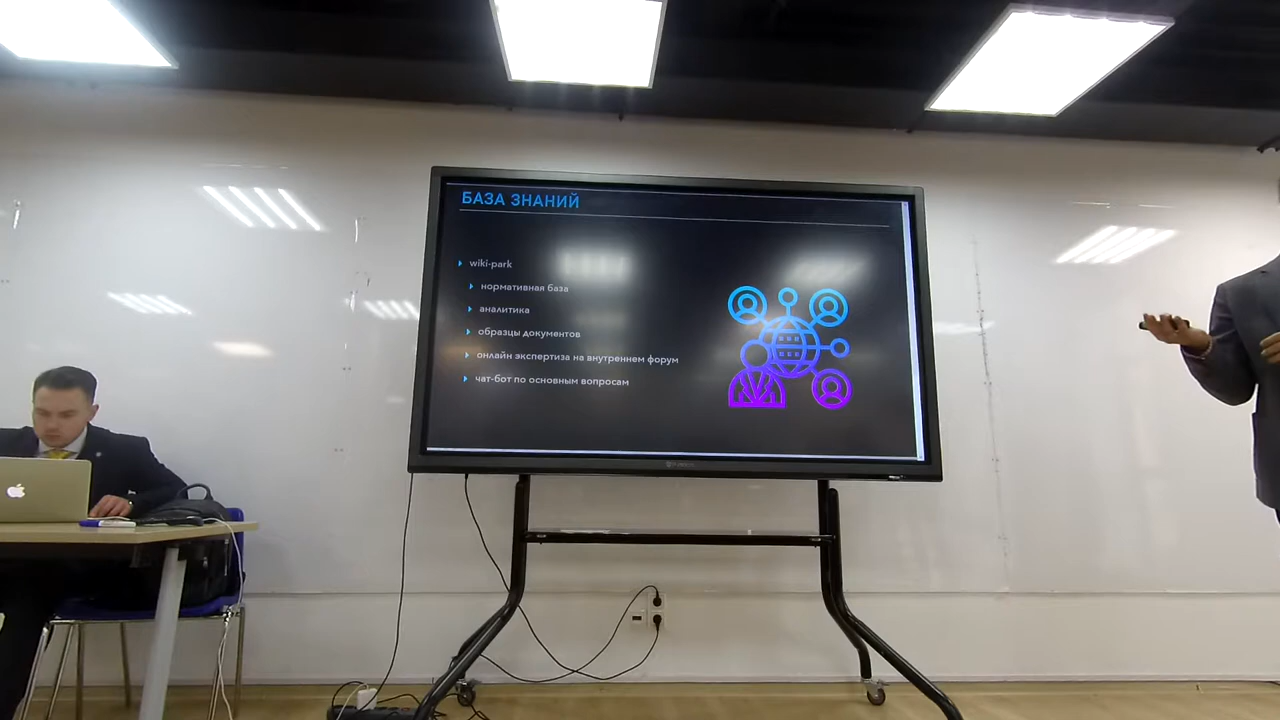 БАЗА ЗНАНИЙ
wiki-park
нормативная база
аналитика
образцы документов
онлайн экспертиза на внутреннем форум
чат-бот по основным вопросам